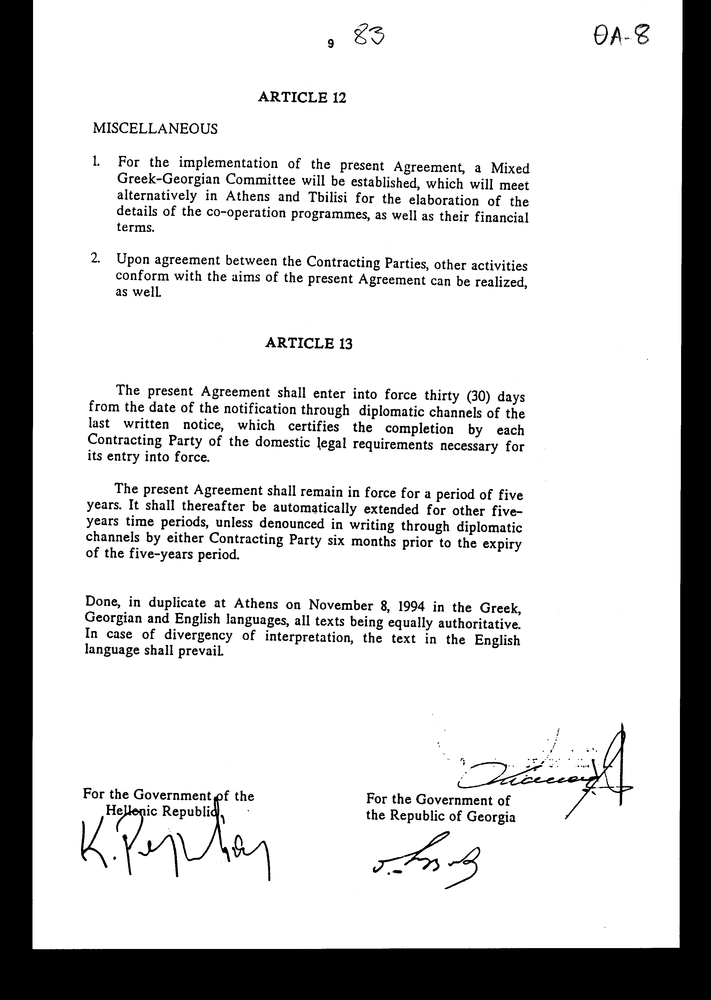 9 83 ΘA-8
ARTICLE 12
MISCELLANEOUS
1. For the implementation of the present Agreement, a Mixed
Greek-Georgian Committee will be established, which will meet
alternatively in Athens and Tbilisi for the elaboration of the
details of the co-operation programmes, as well as their financial
terms.
2. Upon agreement between the Contracting Parties, other activities
conform with the aims of the present Agreement can be realized,
as well.
ARTICLE 13
The present Agreement shall enter into force thirty (30) days
from the date of the notification through diplomatic channels of the
last written notice, which certifies the completion by each
Contracting Party of the domestic legal requirements necessary for
its entry into force.
The present Agreement shall remain in force for a period of five
years. It shall thereafter be automatically extended for other five-
years time periods, unless denounced in writing through diplomatic
channels by either Contracting Party six months prior to the expiry
of the five-years period.
Done, in duplicate at Athens on November 8, 1994 in the Greek,
Georgian and English languages, all texts being equally authoritative.
In case of divergency of interpretation, the text in the English
language shall prevail.
For the Government of the
Hellenic Republic,
For the Government of
the Republic of Georgia